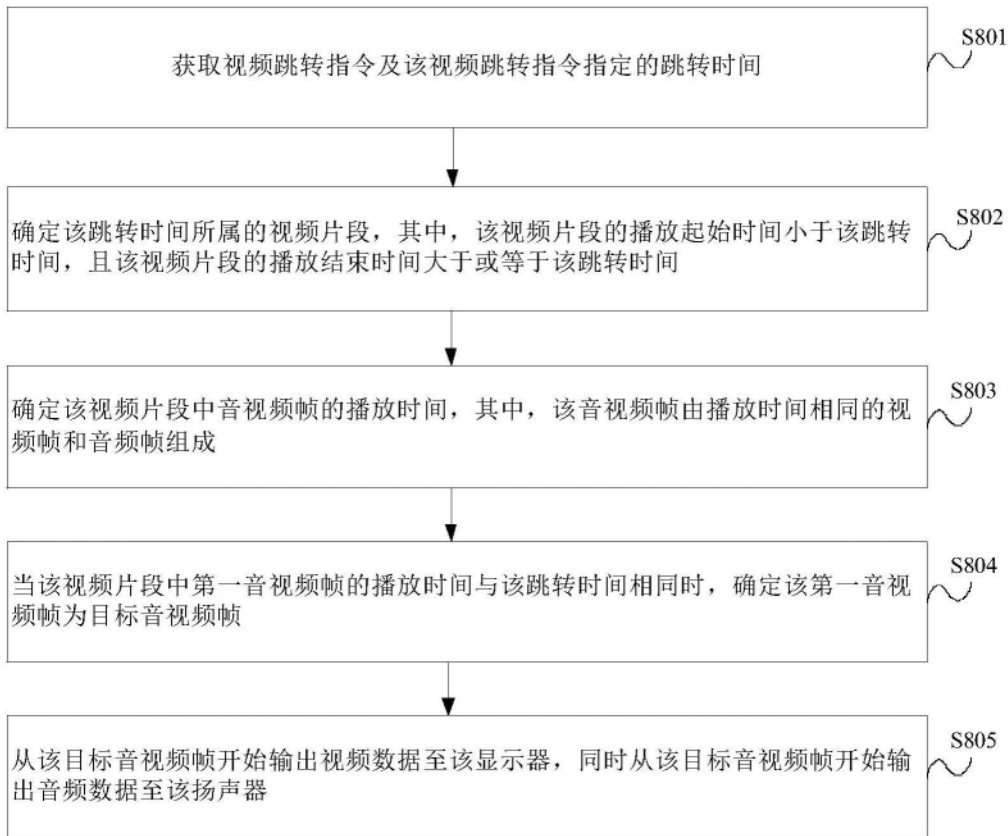 S801
获取视频跳转指令及该视频跳转指令指定的跳转时间
S802
确定该跳转时间所属的视频片段，其中，该视频片段的播放起始时间小于该跳转
时间，且该视频片段的播放结束时间大于或等于该跳转时间
S803
确定该视频片段中音视频帧的播放时间，其中，该音视频帧由播放时间相同的视
频帧和音频帧组成
S804
当该视频片段中第一音视频帧的播放时间与该跳转时间相同时，确定该第一音视
频帧为目标音视频帧
S805
从该目标音视频帧开始输出视频数据至该显示器，同时从该目标音视频帧开始输
出音频数据至该扬声器